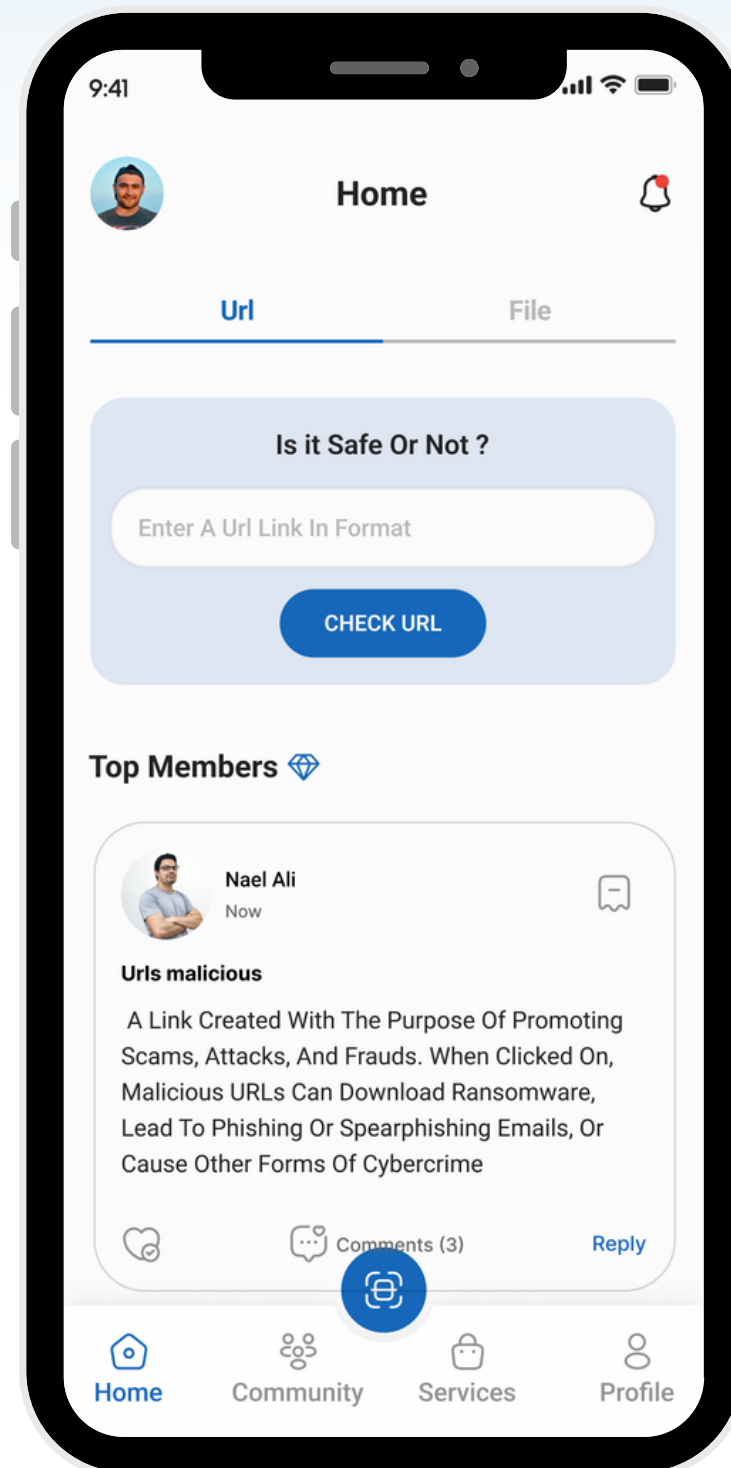 9:41
Home
Url
File
Is it Safe Or Not ?
Enter A Url Link In Format
CHECK URL
Top Members
Nael Ali
Now
Urls malicious
A Link Created With The Purpose Of Promoting
Scams, Attacks, And Frauds. When Clicked On,
Malicious URLs Can Download Ransomware,
Lead To Phishing Or Spearphishing Emails, Or
Cause Other Forms Of Cybercrime
Comments (3)
Reply
Home
Community
Services
Profile